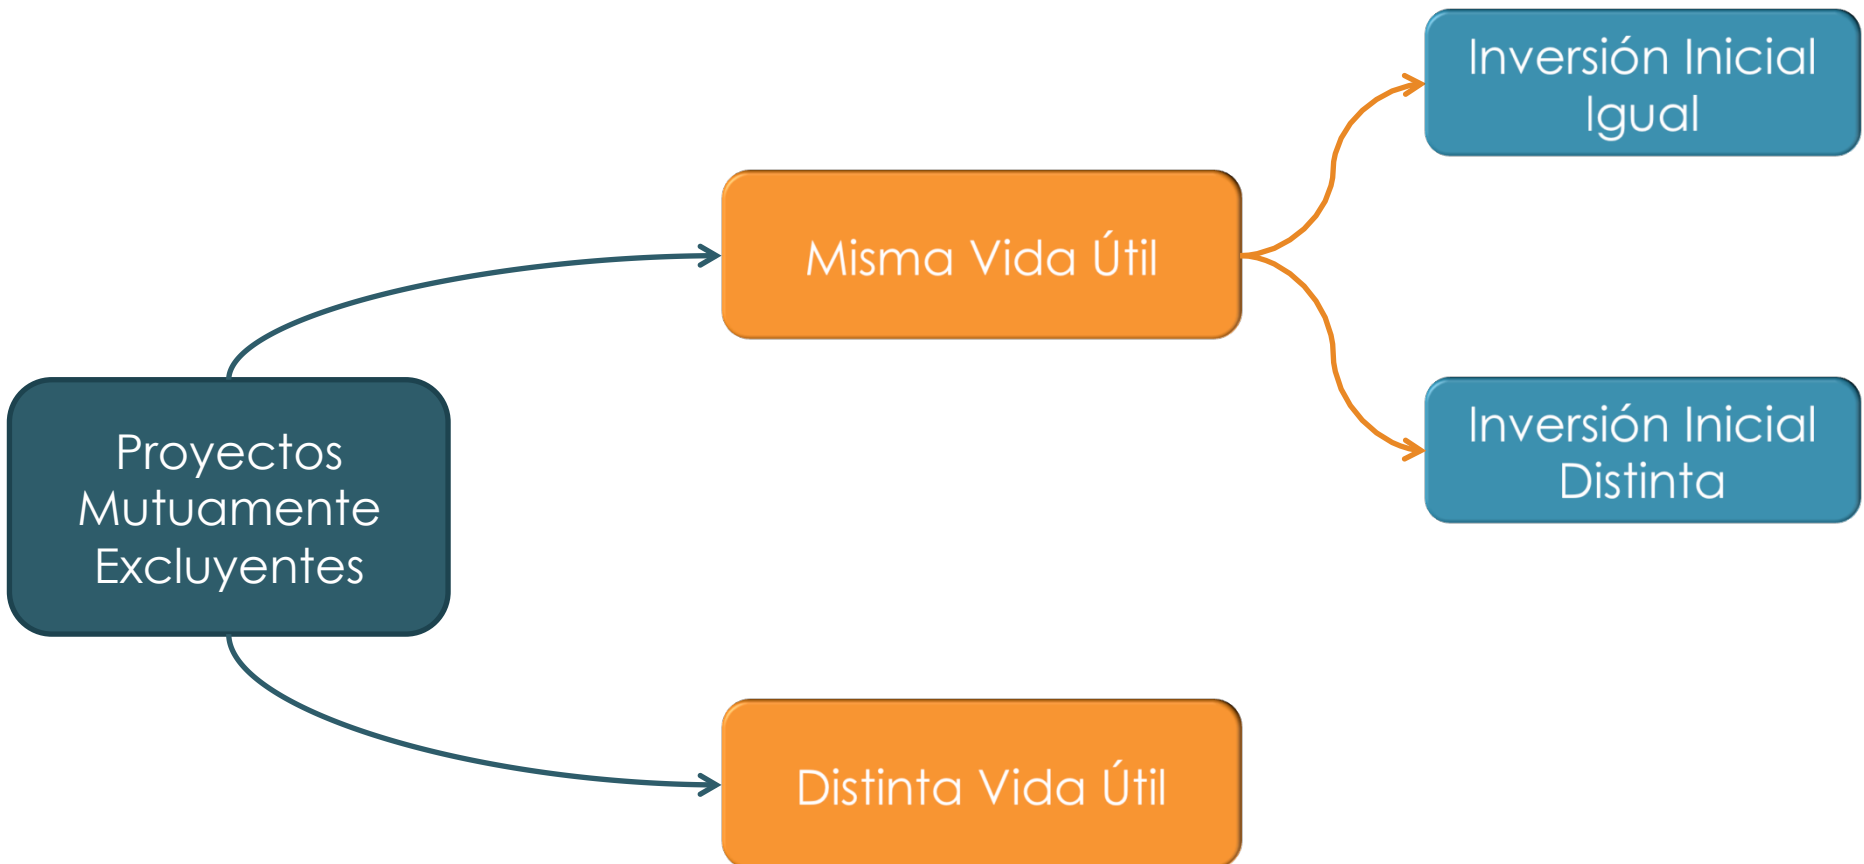 Proyectos
Mutuamente
Excluyentes
Misma Vida Útil
Inversión Inicial
Igual
Inversión Inicial
Distinta
Distinta Vida Útil